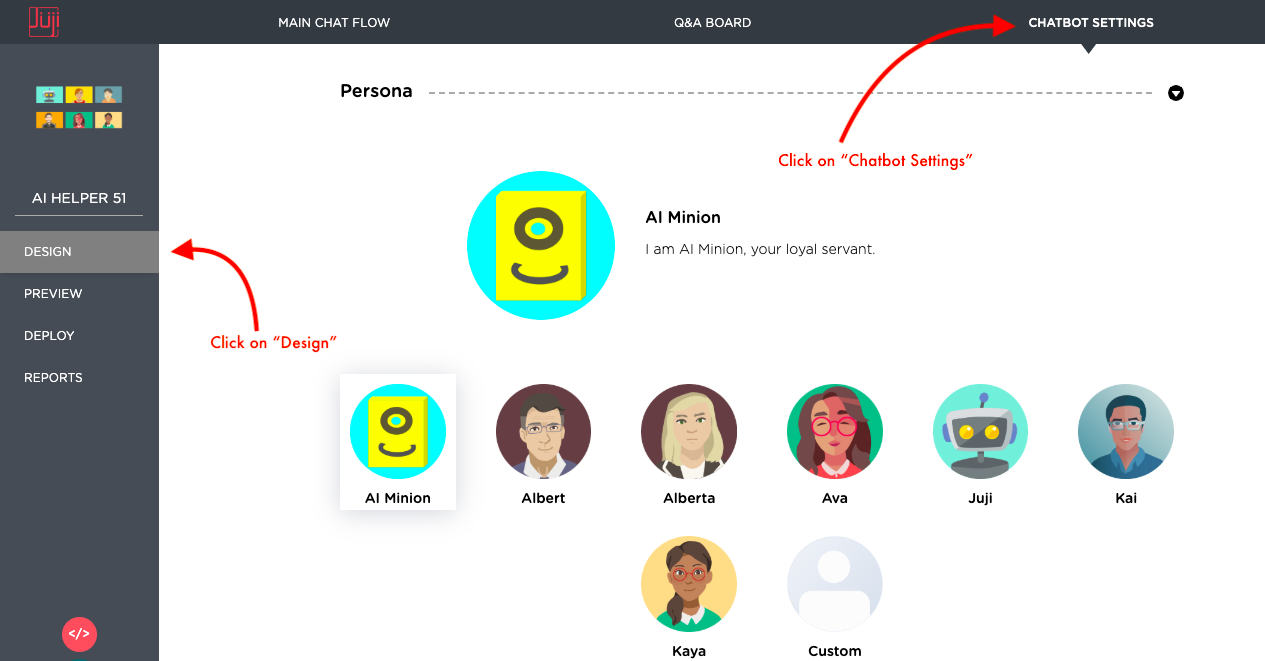 Juji
MAIN CHAT FLOW
Q&A BOARD
CHATBOT SETTINGS
Persona
Click on "Chatbot Settings"
AI HELPER 51
AI Minion
I am AI Minion, your loyal servant.
DESIGN
PREVIEW
DEPLOY
REPORTS
Click on "Design"
AI Minion
Albert
Alberta
Ava
Juji
Kai
Kaya
Custom
</>